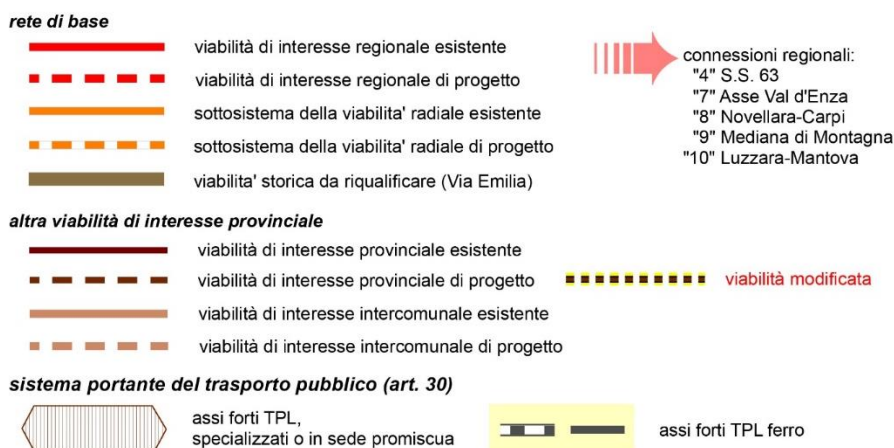 rete di base
viabilità di interesse regionale esistente
viabilità di interesse regionale di progetto
sottosistema della viabilita' radiale esistente
sottosistema della viabilita' radiale di progetto
viabilita' storica da riqualificare (Via Emilia)
connessioni regionali:
"4" S.S. 63
"7" Asse Val d'Enza
"8" Novellara-Carpi
"9" Mediana di Montagna
"10" Luzzara-Mantova
altra viabilità di interesse provinciale
viabilità di interesse provinciale esistente
viabilità di interesse provinciale di progetto
viabilità di interesse intercomunale esistente
viabilità di interesse intercomunale di progetto
viabilità modificata
sistema portante del trasporto pubblico (art. 30)
assi forti TPL,
specializzati o in sede promiscua
assi forti TPL ferro